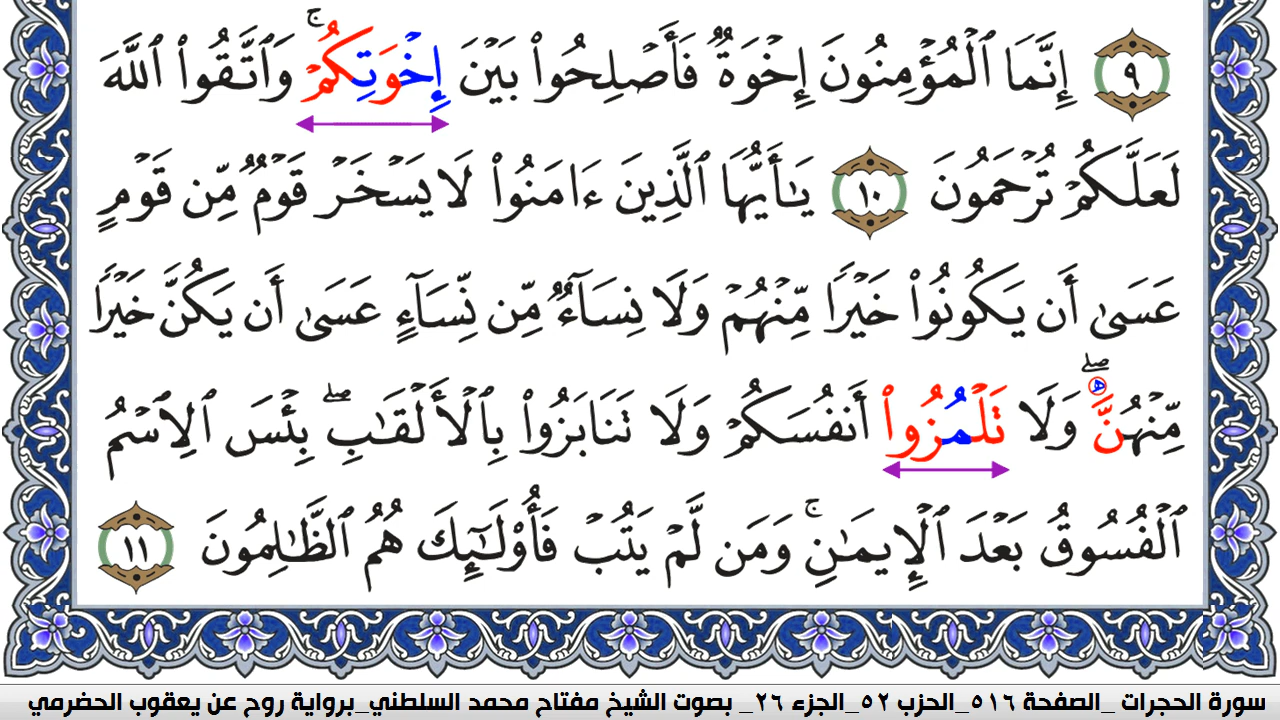 ٩ إِنَّمَا ٱلْمُؤْمِنُونَ إِخْوَةٌ فَأَصْلِحُوا۟ بَيْنَ إِخْوَتِكُمْ ۚ وَٱتَّقُوا۟ ٱللَّهَ
لَعَلَّكُمْ تُرْحَمُونَ ١٠ يَـٰٓأَيُّهَا ٱلَّذِينَ ءَامَنُوا۟ لَا يَسْخَرْ قَوْمٌ مِّن قَوْمٍ
عَسَىٰٓ أَن يَكُونُوا۟ خَيْرًا مِّنْهُمْ وَلَا نِسَآءٌ مِّن نِّسَآءٍ عَسَىٰٓ أَن يَكُنَّ خَيْرًا
مِّنْهُنَّ ۖ وَلَا تَلْمُزُوٓا۟ أَنفُسَكُمْ وَلَا تَنَابَزُوا۟ بِٱلْأَلْقَـٰبِ ۖ بِئْسَ ٱلِٱسْمُ
ٱلْفُسُوقُ بَعْدَ ٱلْإِيمَـٰنِ ۚ وَمَن لَّمْ يَتُبْ فَأُو۟لَـٰٓئِكَ هُمُ ٱلظَّـٰلِمُونَ ١١
سورة الحجرات _الصفحة ٥١٦_الحزب ٥٢_الجزء ٢٦_ بصوت الشيخ مفتاح محمد السلطني_برواية روح عن يعقوب الحضرمي